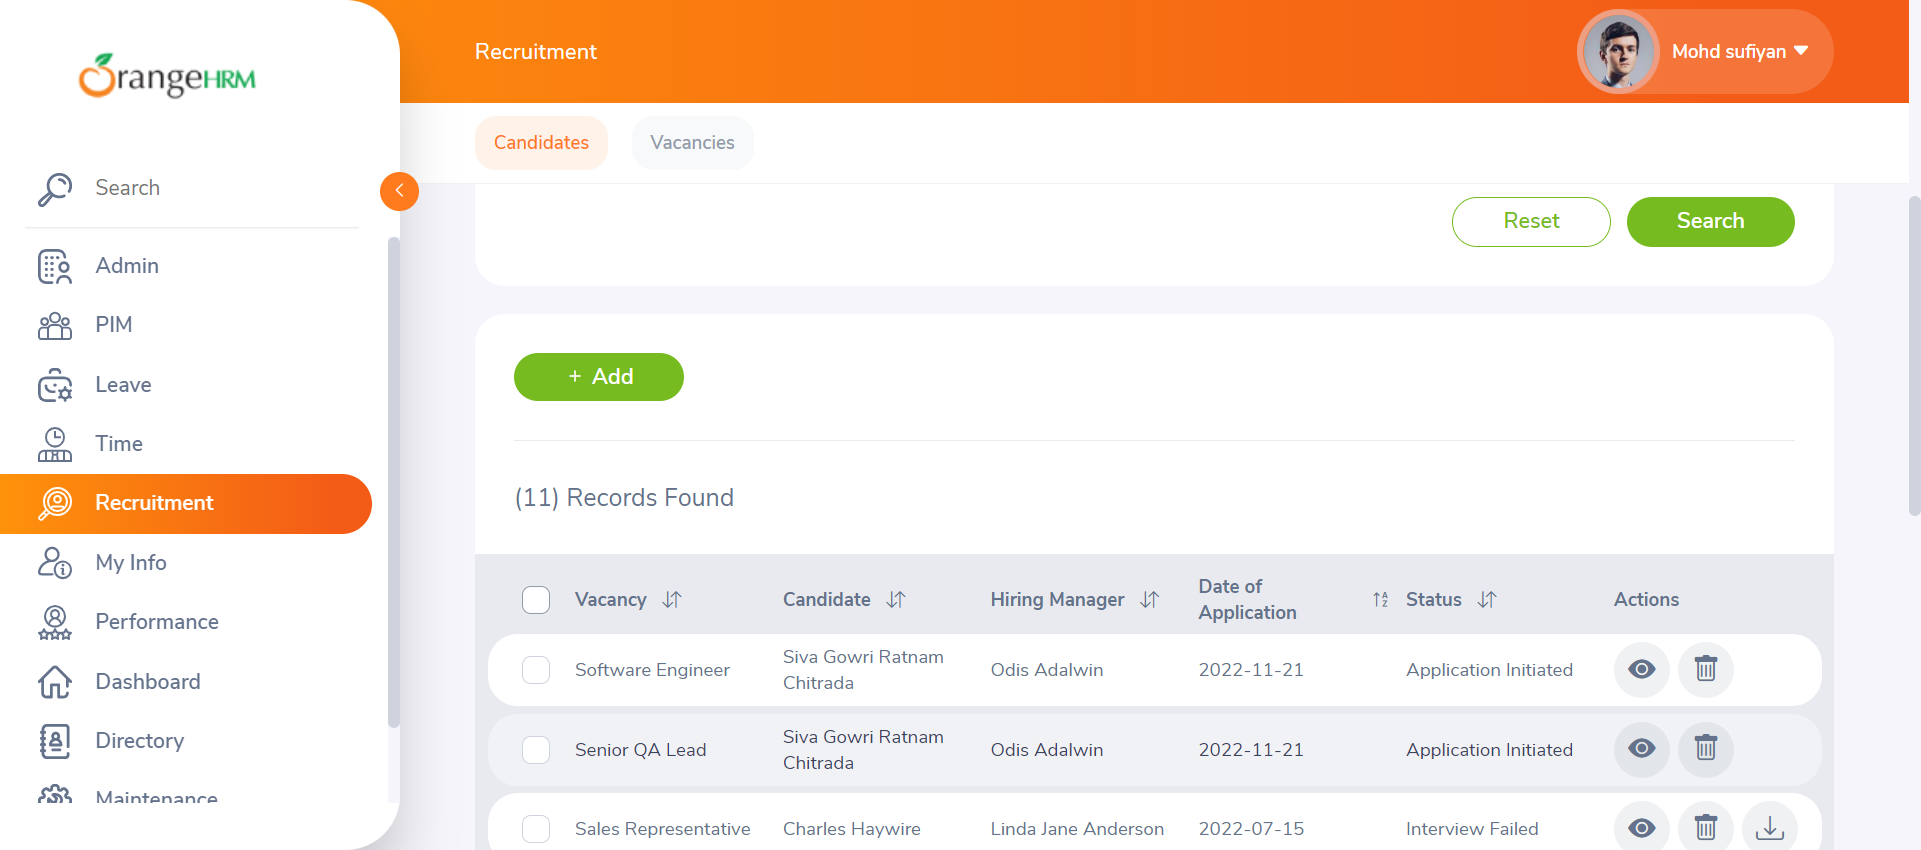 OrangeHRM
Search
Admin
PIM
Leave
Time
Recruitment
My Info
Performance
Dashboard
Directory
Maintenance
Recruitment
Mohd sufiyan
Candidates Vacancies
Reset Search
+ Add
(11) Records Found
Vacancy Candidate Hiring Manager Date of Application Status Actions
Software Engineer Siva Gowri Ratnam Chitrada Odis Adalwin 2022-11-21 Application Initiated
Senior QA Lead Siva Gowri Ratnam Chitrada Odis Adalwin 2022-11-21 Application Initiated
Sales Representative Charles Haywire Linda Jane Anderson 2022-07-15 Interview Failed